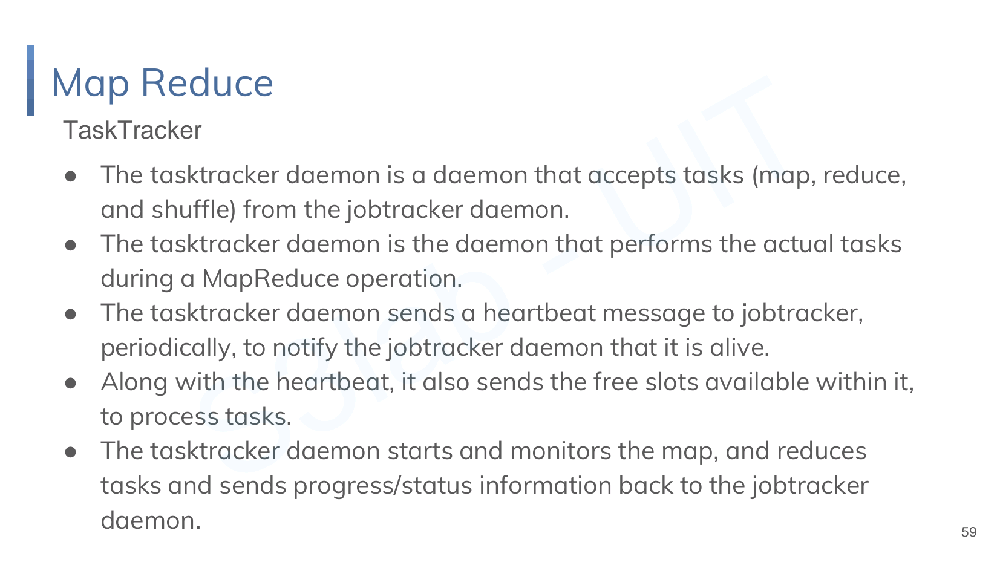 Map Reduce
TaskTracker
● The tasktracker daemon is a daemon that accepts tasks (map, reduce,
and shuffle) from the jobtracker daemon.
● The tasktracker daemon is the daemon that performs the actual tasks
during a MapReduce operation.
● The tasktracker daemon sends a heartbeat message to jobtracker,
periodically, to notify the jobtracker daemon that it is alive.
● Along with the heartbeat, it also sends the free slots available within it,
to process tasks.
● The tasktracker daemon starts and monitors the map, and reduces
tasks and sends progress/status information back to the jobtracker
daemon.
59
S3lab - UIT